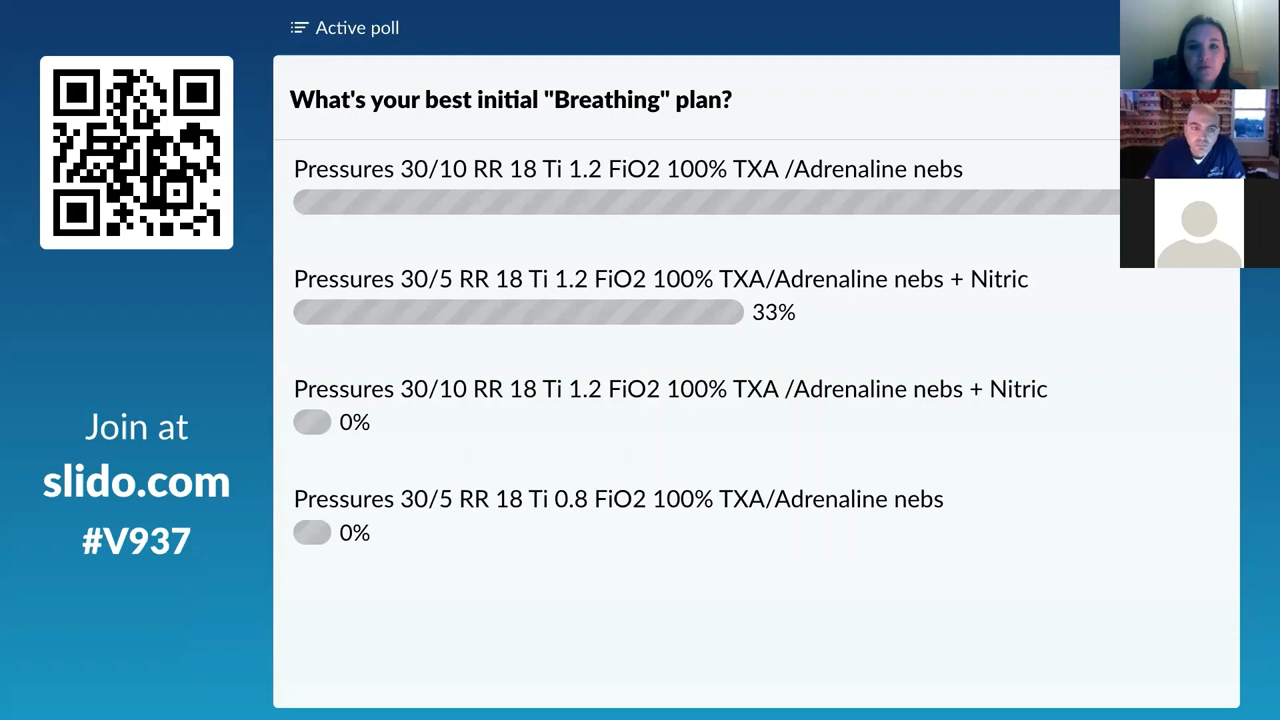 Active poll
What's your best initial "Breathing" plan?
Pressures 30/10 RR 18 Ti 1.2 FiO2 100% TXA /Adrenaline nebs
Pressures 30/5 RR 18 Ti 1.2 FiO2 100% TXA/Adrenaline nebs + Nitric
33%
Pressures 30/10 RR 18 Ti 1.2 FiO2 100% TXA /Adrenaline nebs + Nitric
0%
Pressures 30/5 RR 18 Ti 0.8 FiO2 100% TXA/Adrenaline nebs
0%
Join at
slido.com
#V937